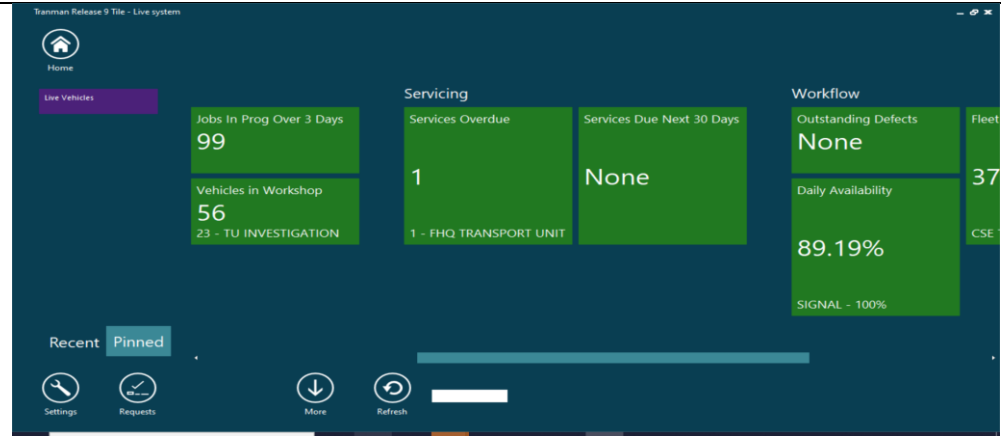 Tranman Release 9 Tile - Live system
Home
Live Vehicles
Jobs In Prog Over 3 Days
99
Vehicles in Workshop
56
23 - TU INVESTIGATION
Servicing
Services Overdue
1
1 - FHQ TRANSPORT UNIT
Services Due Next 30 Days
None
Workflow
Outstanding Defects
None
Daily Availability
89.19%
SIGNAL - 100%
Fleet
37
CSE
Recent
Pinned
Settings
Requests
More
Refresh